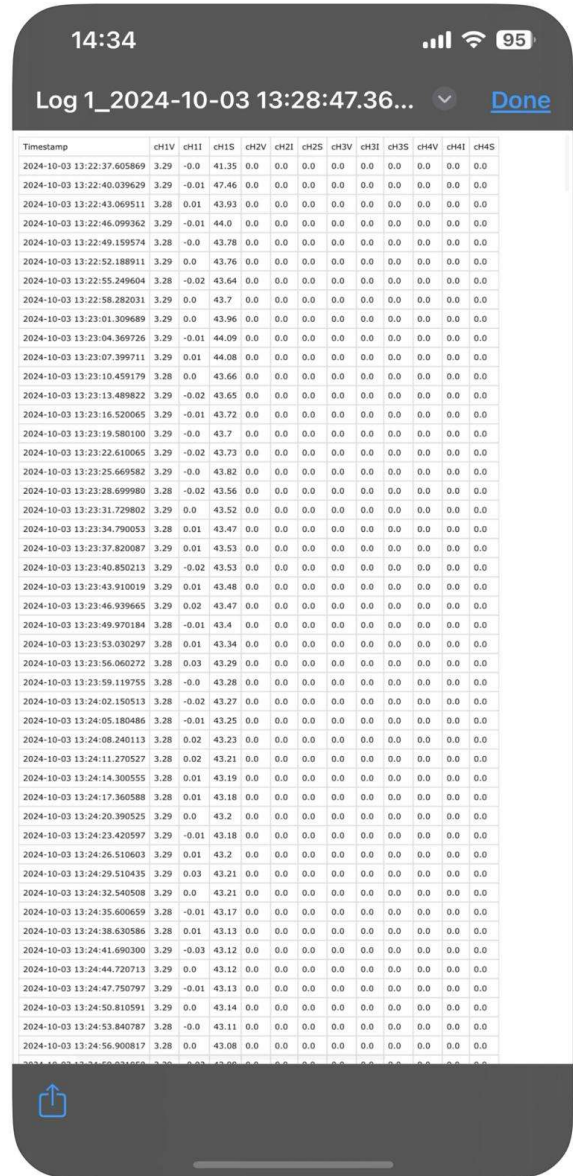 14:34 95
Log 1_2024-10-03 13:28:47.36... Done
Timestamp cH1V cH1I cH1S cH2V cH2I cH2S cH3V cH3I cH3S cH4V cH4I cH4S
2024-10-03 13:22:37.605869 3.29 -0.0 41.35 0.0 0.0 0.0 0.0 0.0 0.0 0.0 0.0 0.0
2024-10-03 13:22:40.039629 3.29 -0.01 47.46 0.0 0.0 0.0 0.0 0.0 0.0 0.0 0.0 0.0
2024-10-03 13:22:43.069511 3.28 0.01 43.93 0.0 0.0 0.0 0.0 0.0 0.0 0.0 0.0 0.0
2024-10-03 13:22:46.099362 3.29 -0.01 44.0 0.0 0.0 0.0 0.0 0.0 0.0 0.0 0.0 0.0
2024-10-03 13:22:49.159574 3.28 -0.0 43.78 0.0 0.0 0.0 0.0 0.0 0.0 0.0 0.0 0.0
2024-10-03 13:22:52.188911 3.29 0.0 43.76 0.0 0.0 0.0 0.0 0.0 0.0 0.0 0.0 0.0
2024-10-03 13:22:55.249604 3.28 -0.02 43.64 0.0 0.0 0.0 0.0 0.0 0.0 0.0 0.0 0.0
2024-10-03 13:22:58.282031 3.29 0.0 43.7 0.0 0.0 0.0 0.0 0.0 0.0 0.0 0.0 0.0
2024-10-03 13:23:01.309689 3.29 0.0 43.96 0.0 0.0 0.0 0.0 0.0 0.0 0.0 0.0 0.0
2024-10-03 13:23:04.369726 3.29 -0.01 44.09 0.0 0.0 0.0 0.0 0.0 0.0 0.0 0.0 0.0
2024-10-03 13:23:07.399711 3.29 0.01 44.08 0.0 0.0 0.0 0.0 0.0 0.0 0.0 0.0 0.0
2024-10-03 13:23:10.459179 3.28 0.0 43.66 0.0 0.0 0.0 0.0 0.0 0.0 0.0 0.0 0.0
2024-10-03 13:23:13.489822 3.29 -0.02 43.65 0.0 0.0 0.0 0.0 0.0 0.0 0.0 0.0 0.0
2024-10-03 13:23:16.520065 3.29 -0.01 43.72 0.0 0.0 0.0 0.0 0.0 0.0 0.0 0.0 0.0
2024-10-03 13:23:19.580100 3.29 -0.0 43.7 0.0 0.0 0.0 0.0 0.0 0.0 0.0 0.0 0.0
2024-10-03 13:23:22.610065 3.29 -0.02 43.73 0.0 0.0 0.0 0.0 0.0 0.0 0.0 0.0 0.0
2024-10-03 13:23:25.669582 3.29 -0.0 43.82 0.0 0.0 0.0 0.0 0.0 0.0 0.0 0.0 0.0
2024-10-03 13:23:28.699980 3.28 -0.02 43.56 0.0 0.0 0.0 0.0 0.0 0.0 0.0 0.0 0.0
2024-10-03 13:23:31.729802 3.29 0.0 43.52 0.0 0.0 0.0 0.0 0.0 0.0 0.0 0.0 0.0
2024-10-03 13:23:34.790053 3.28 0.01 43.47 0.0 0.0 0.0 0.0 0.0 0.0 0.0 0.0 0.0
2024-10-03 13:23:37.820087 3.29 0.01 43.53 0.0 0.0 0.0 0.0 0.0 0.0 0.0 0.0 0.0
2024-10-03 13:23:40.850213 3.29 -0.02 43.53 0.0 0.0 0.0 0.0 0.0 0.0 0.0 0.0 0.0
2024-10-03 13:23:43.910019 3.29 0.01 43.48 0.0 0.0 0.0 0.0 0.0 0.0 0.0 0.0 0.0
2024-10-03 13:23:46.939665 3.29 0.02 43.47 0.0 0.0 0.0 0.0 0.0 0.0 0.0 0.0 0.0
2024-10-03 13:23:49.970184 3.28 -0.01 43.4 0.0 0.0 0.0 0.0 0.0 0.0 0.0 0.0 0.0
2024-10-03 13:23:53.030297 3.28 0.01 43.34 0.0 0.0 0.0 0.0 0.0 0.0 0.0 0.0 0.0
2024-10-03 13:23:56.060272 3.28 0.03 43.29 0.0 0.0 0.0 0.0 0.0 0.0 0.0 0.0 0.0
2024-10-03 13:23:59.119755 3.28 -0.0 43.28 0.0 0.0 0.0 0.0 0.0 0.0 0.0 0.0 0.0
2024-10-03 13:24:02.150513 3.28 -0.02 43.27 0.0 0.0 0.0 0.0 0.0 0.0 0.0 0.0 0.0
2024-10-03 13:24:05.180486 3.28 -0.01 43.25 0.0 0.0 0.0 0.0 0.0 0.0 0.0 0.0 0.0
2024-10-03 13:24:08.240113 3.28 0.02 43.23 0.0 0.0 0.0 0.0 0.0 0.0 0.0 0.0 0.0
2024-10-03 13:24:11.270527 3.28 0.02 43.21 0.0 0.0 0.0 0.0 0.0 0.0 0.0 0.0 0.0
2024-10-03 13:24:14.300555 3.28 0.01 43.19 0.0 0.0 0.0 0.0 0.0 0.0 0.0 0.0 0.0
2024-10-03 13:24:17.360588 3.28 0.01 43.18 0.0 0.0 0.0 0.0 0.0 0.0 0.0 0.0 0.0
2024-10-03 13:24:20.390525 3.29 0.0 43.2 0.0 0.0 0.0 0.0 0.0 0.0 0.0 0.0 0.0
2024-10-03 13:24:23.420597 3.29 -0.01 43.18 0.0 0.0 0.0 0.0 0.0 0.0 0.0 0.0 0.0
2024-10-03 13:24:26.510603 3.29 0.01 43.2 0.0 0.0 0.0 0.0 0.0 0.0 0.0 0.0 0.0
2024-10-03 13:24:29.510435 3.29 0.03 43.21 0.0 0.0 0.0 0.0 0.0 0.0 0.0 0.0 0.0
2024-10-03 13:24:32.540508 3.29 0.0 43.21 0.0 0.0 0.0 0.0 0.0 0.0 0.0 0.0 0.0
2024-10-03 13:24:35.600659 3.28 -0.01 43.17 0.0 0.0 0.0 0.0 0.0 0.0 0.0 0.0 0.0
2024-10-03 13:24:38.630586 3.28 0.01 43.13 0.0 0.0 0.0 0.0 0.0 0.0 0.0 0.0 0.0
2024-10-03 13:24:41.690300 3.29 -0.03 43.12 0.0 0.0 0.0 0.0 0.0 0.0 0.0 0.0 0.0
2024-10-03 13:24:44.720713 3.29 0.0 43.12 0.0 0.0 0.0 0.0 0.0 0.0 0.0 0.0 0.0
2024-10-03 13:24:47.750797 3.29 -0.01 43.13 0.0 0.0 0.0 0.0 0.0 0.0 0.0 0.0 0.0
2024-10-03 13:24:50.810591 3.29 0.0 43.14 0.0 0.0 0.0 0.0 0.0 0.0 0.0 0.0 0.0
2024-10-03 13:24:53.840787 3.28 -0.0 43.11 0.0 0.0 0.0 0.0 0.0 0.0 0.0 0.0 0.0
2024-10-03 13:24:56.900817 3.28 0.0 43.08 0.0 0.0 0.0 0.0 0.0 0.0 0.0 0.0 0.0